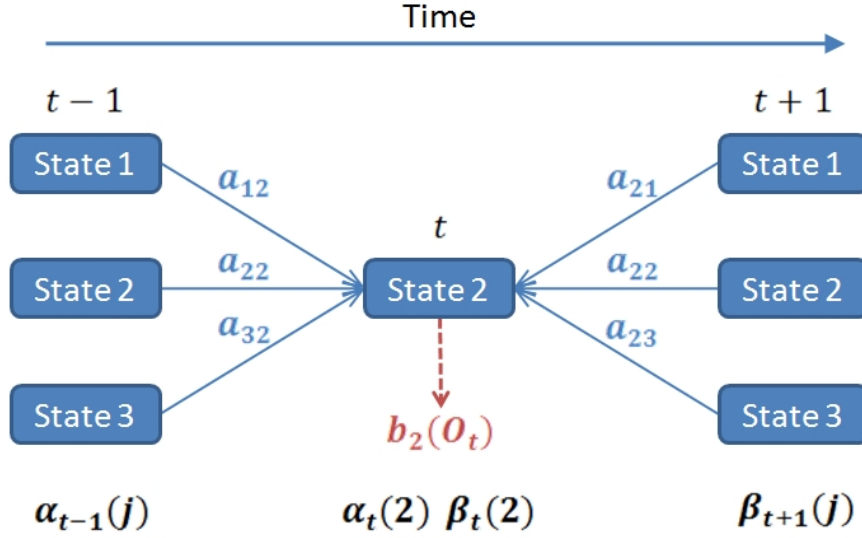 Time
t − 1
t + 1
State 1
State 1
a₁₂
a₂₁
t
State 2
a₂₂
State 2
a₂₂
State 2
a₃₂
a₂₃
State 3
State 3
b₂(Oₜ)
αₜ₋₁(j)
αₜ(2) βₜ(2)
βₜ₊₁(j)